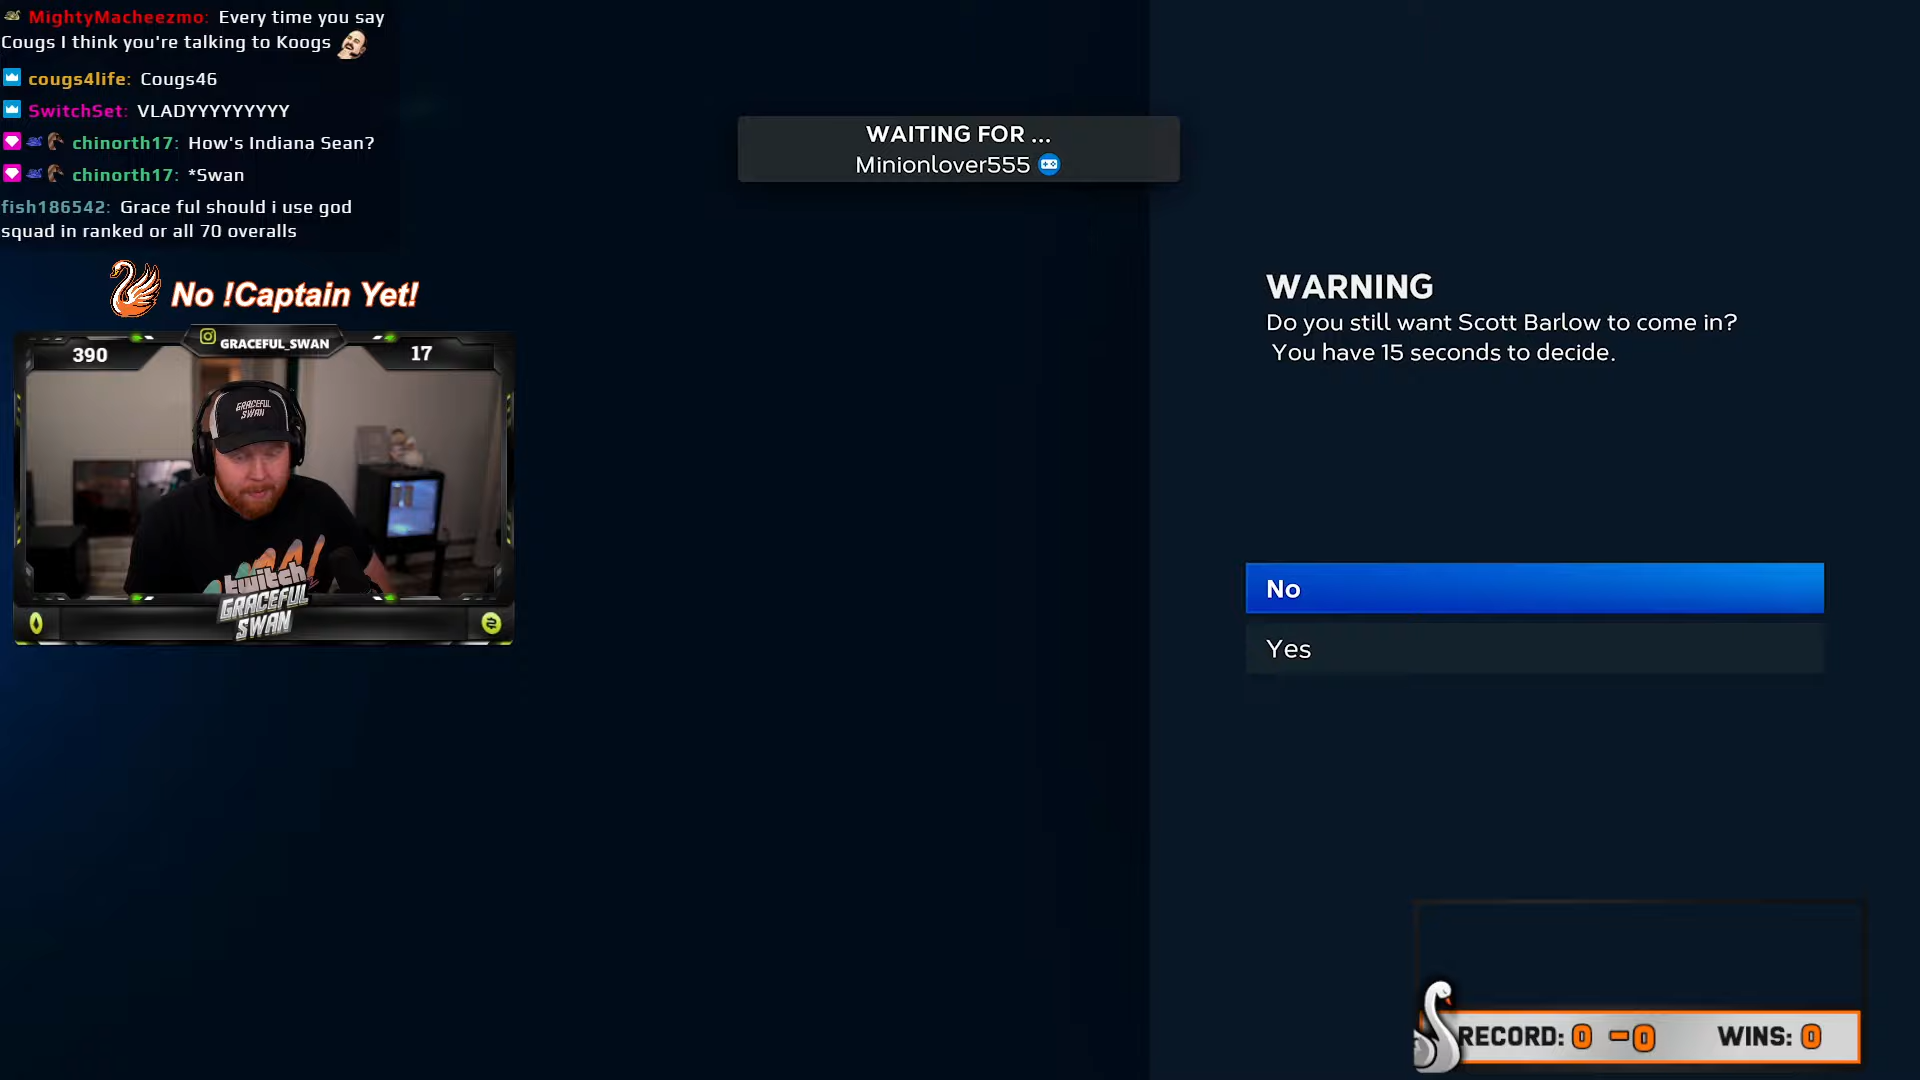 MightyMacheezmo: Every time you say
Cougs I think you're talking to Koogs
cougs4life: Cougs46
SwitchSet: VLADYYYYYYYYY
chinorth17: How's Indiana Sean?
chinorth17: *Swan
fish186542: Grace ful should i use god
squad in ranked or all 70 overalls
No !Captain Yet!
390
GRACEFUL_SWAN
17
GRACEFUL
SWAN
twitch
GRACEFUL
SWAN
WAITING FOR ...
Minionlover555
WARNING
Do you still want Scott Barlow to come in?
You have 15 seconds to decide.
No
Yes
RECORD: 0 - 0 WINS: 0